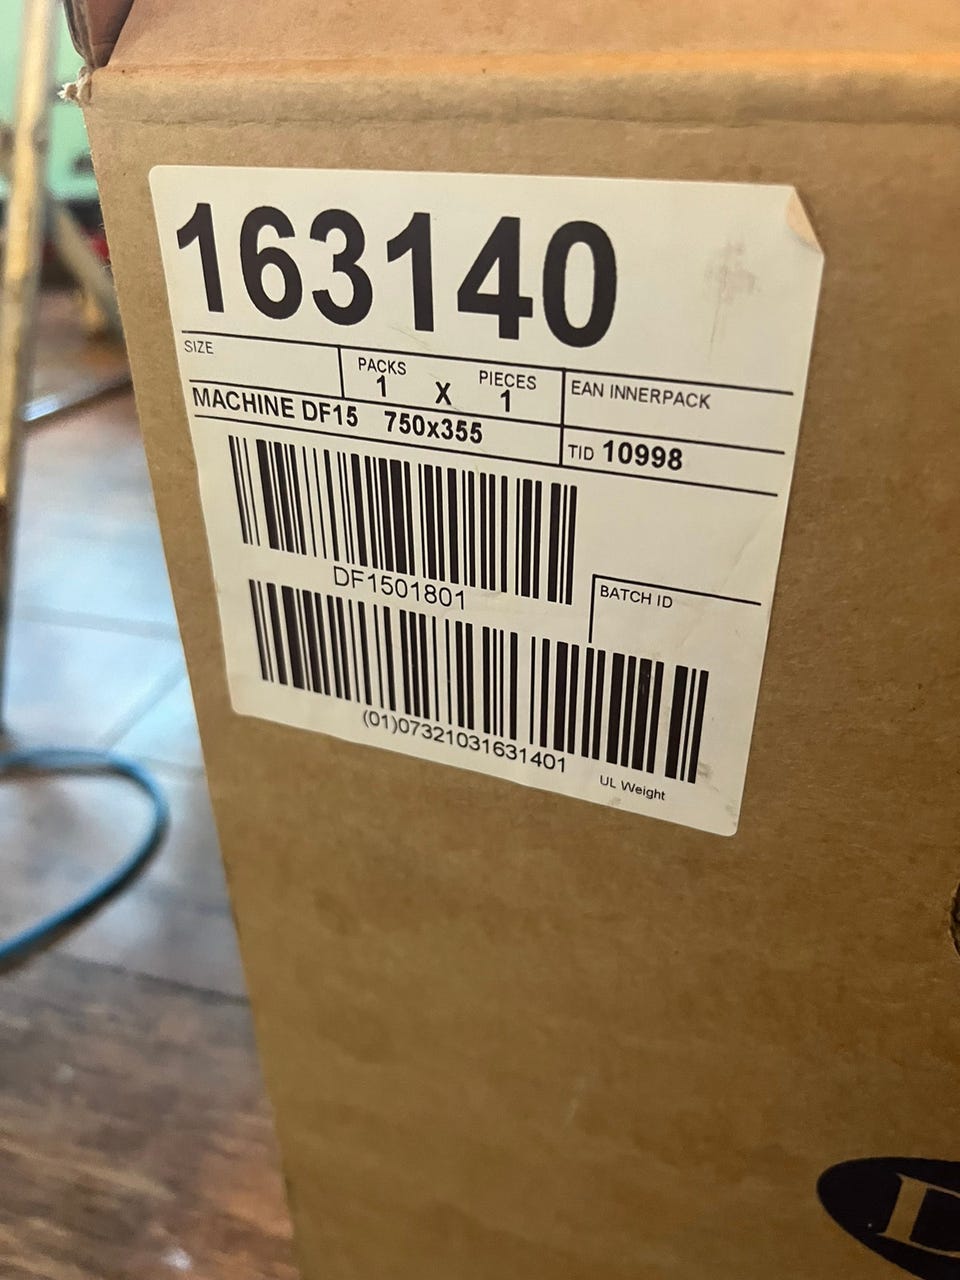 163140
SIZE
PACKS
PIECES
1 X 1
EAN INNERPACK
MACHINE DF15 750x355
TID 10998
DF1501801
BATCH ID
(01)07321031631401
UL Weight